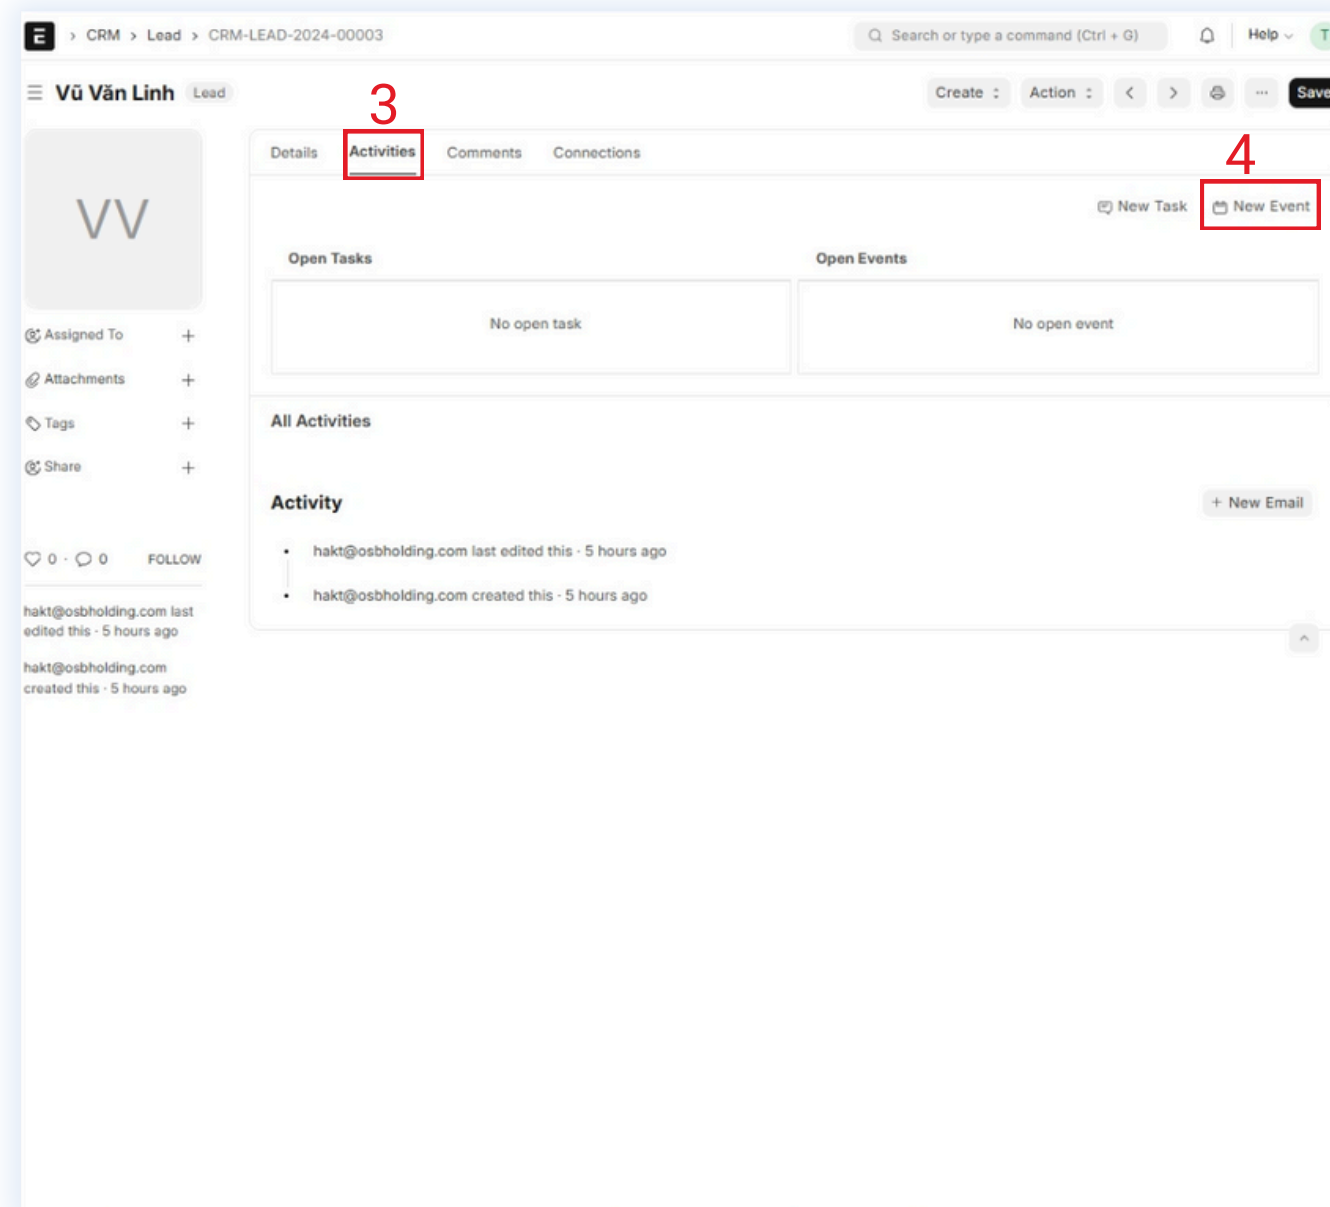 E > CRM > Lead > CRM-LEAD-2024-00003 Search or type a command (Ctrl + G) Help T
Vũ Văn Linh Lead Create Action ... Save
3
Details Activities Comments Connections
4
VV
New Task New Event
Open Tasks Open Events
No open task No open event
Assigned To +
Attachments +
Tags +
Share +
All Activities
Activity + New Email
• hakt@osbholding.com last edited this · 5 hours ago
• hakt@osbholding.com created this · 5 hours ago
0 · 0 FOLLOW
hakt@osbholding.com last
edited this · 5 hours ago
hakt@osbholding.com
created this · 5 hours ago